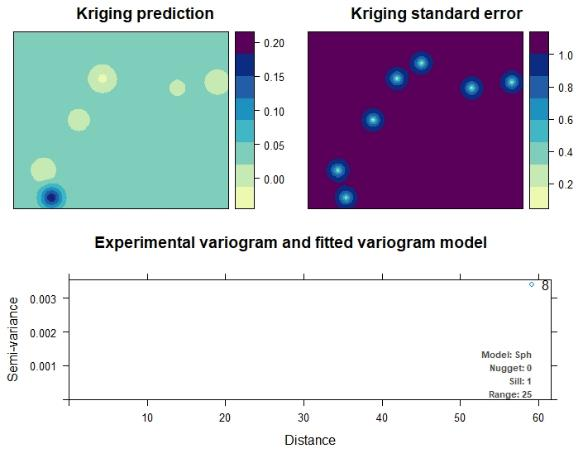 Kriging prediction
Kriging standard error
0.20
0.15
0.10
0.05
0.00
1.0
0.8
0.6
0.4
0.2
Experimental variogram and fitted variogram model
Semi-variance
0.003
0.002
0.001
8
Model: Sph
Nugget: 0
Sill: 1
Range: 25
10 20 30 40 50 60
Distance